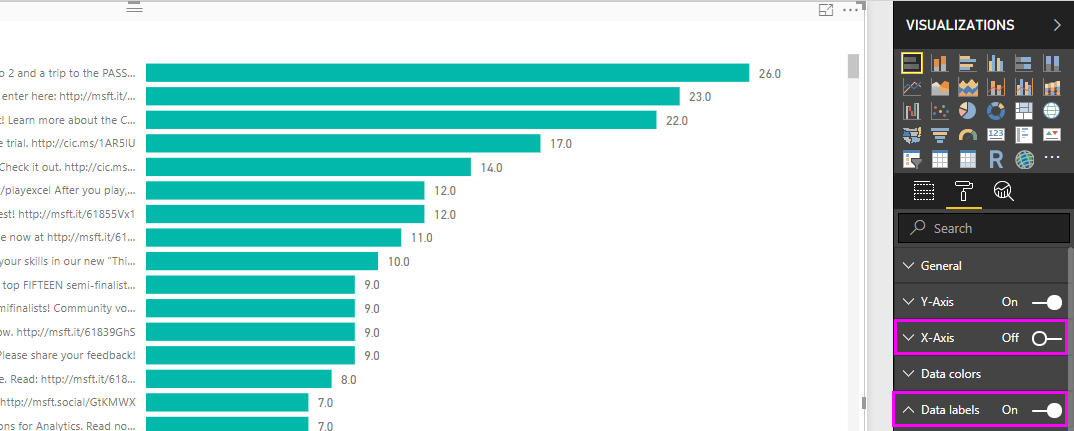 VISUALIZATIONS
o 2 and a trip to the PASS... 26.0
enter here: http://msft.it/... 23.0
t! Learn more about the C... 22.0
e trial. http://cic.ms/1AR5IU 17.0
Check it out. http://cic.ms... 14.0
/playexcel After you play,... 12.0
est! http://msft.it/61855Vx1 12.0
e now at http://msft.it/61... 11.0
your skills in our new "Thi... 10.0
top FIFTEEN semi-finalist... 9.0
mifinalists! Community vo... 9.0
ow. http://msft.it/61839GhS 9.0
Please share your feedback! 9.0
e. Read: http://msft.it/618... 8.0
http://msft.social/GtKMWX 7.0
ons for Analytics. Read no... 7.0
123
R
Search
General
Y-Axis On
X-Axis Off
Data colors
Data labels On